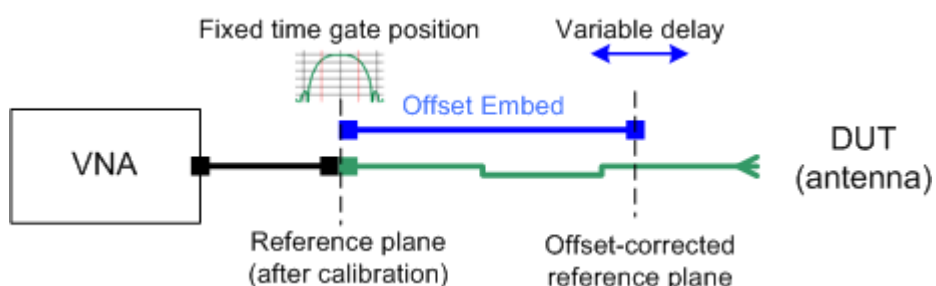 Fixed time gate position
Variable delay
Offset Embed
VNA
DUT
(antenna)
Reference plane
(after calibration)
Offset-corrected
reference plane